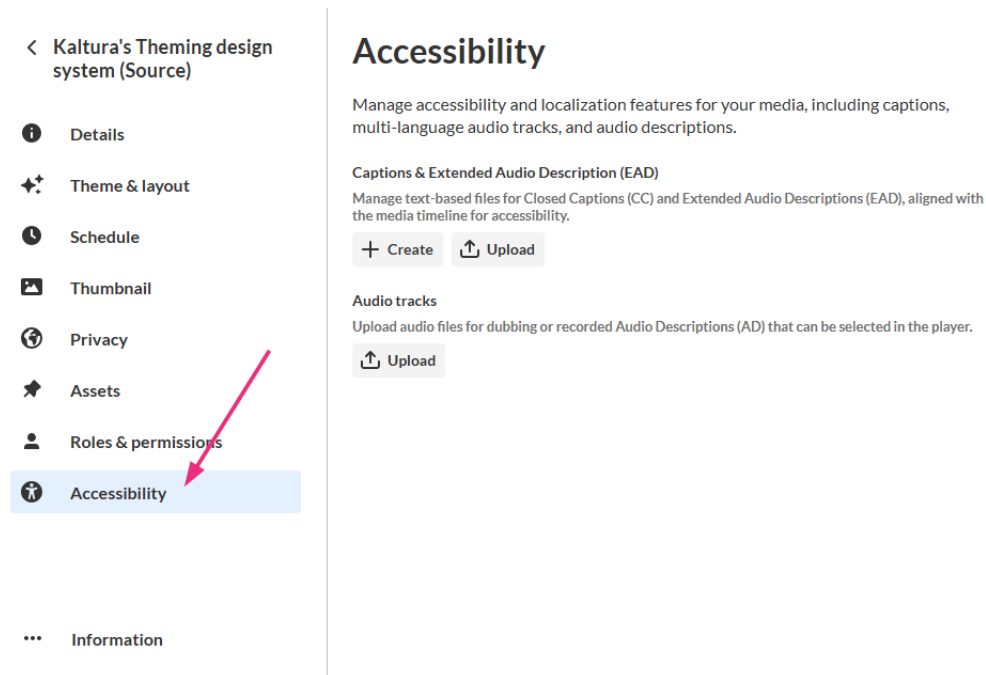 Kaltura's Theming design
system (Source)
Details
Theme & layout
Schedule
Thumbnail
Privacy
Assets
Roles & permissions
Accessibility
Information
Accessibility
Manage accessibility and localization features for your media, including captions,
multi-language audio tracks, and audio descriptions.
Captions & Extended Audio Description (EAD)
Manage text-based files for Closed Captions (CC) and Extended Audio Descriptions (EAD), aligned with
the media timeline for accessibility.
Create Upload
Audio tracks
Upload audio files for dubbing or recorded Audio Descriptions (AD) that can be selected in the player.
Upload